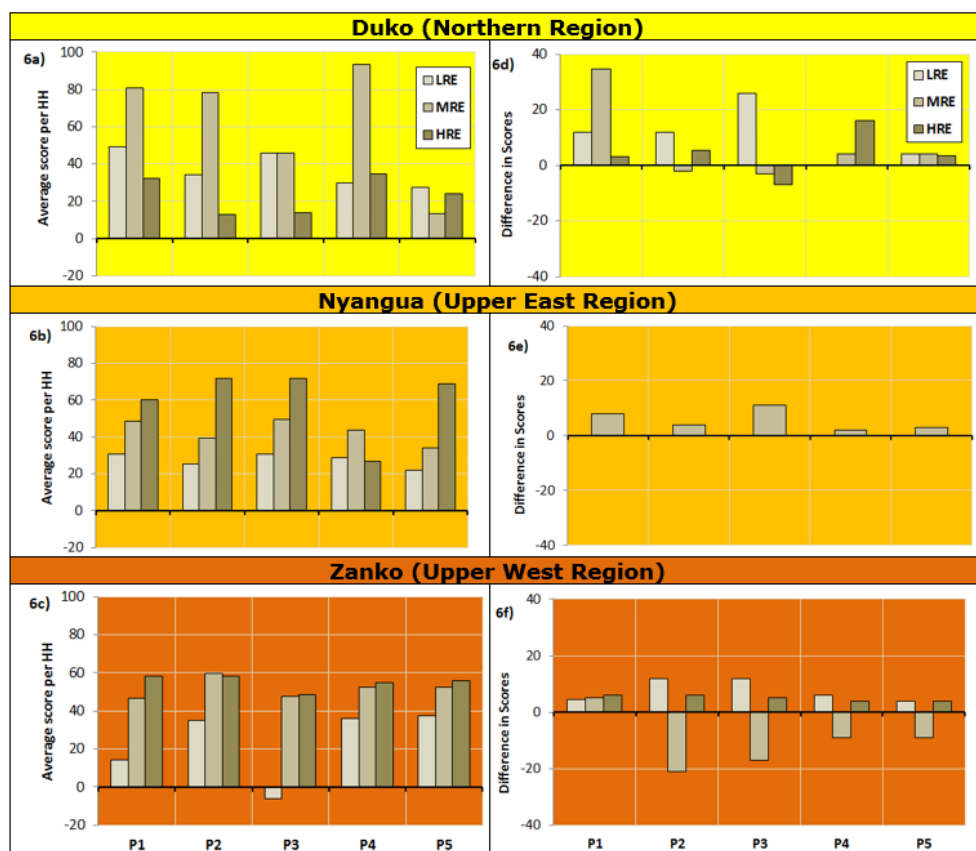 Duko (Northern Region)
6a)
Average score per HH
100
80
60
40
20
0
-20
LRE
MRE
HRE
6d)
Difference in Scores
40
20
0
-20
-40
LRE
MRE
HRE
Nyangua (Upper East Region)
6b)
Average score per HH
100
80
60
40
20
0
-20
6e)
Difference in Scores
40
20
0
-20
-40
Zanko (Upper West Region)
6c)
Average score per HH
100
80
60
40
20
0
-20
P1 P2 P3 P4 P5
6f)
Difference in Scores
40
20
0
-20
-40
P1 P2 P3 P4 P5